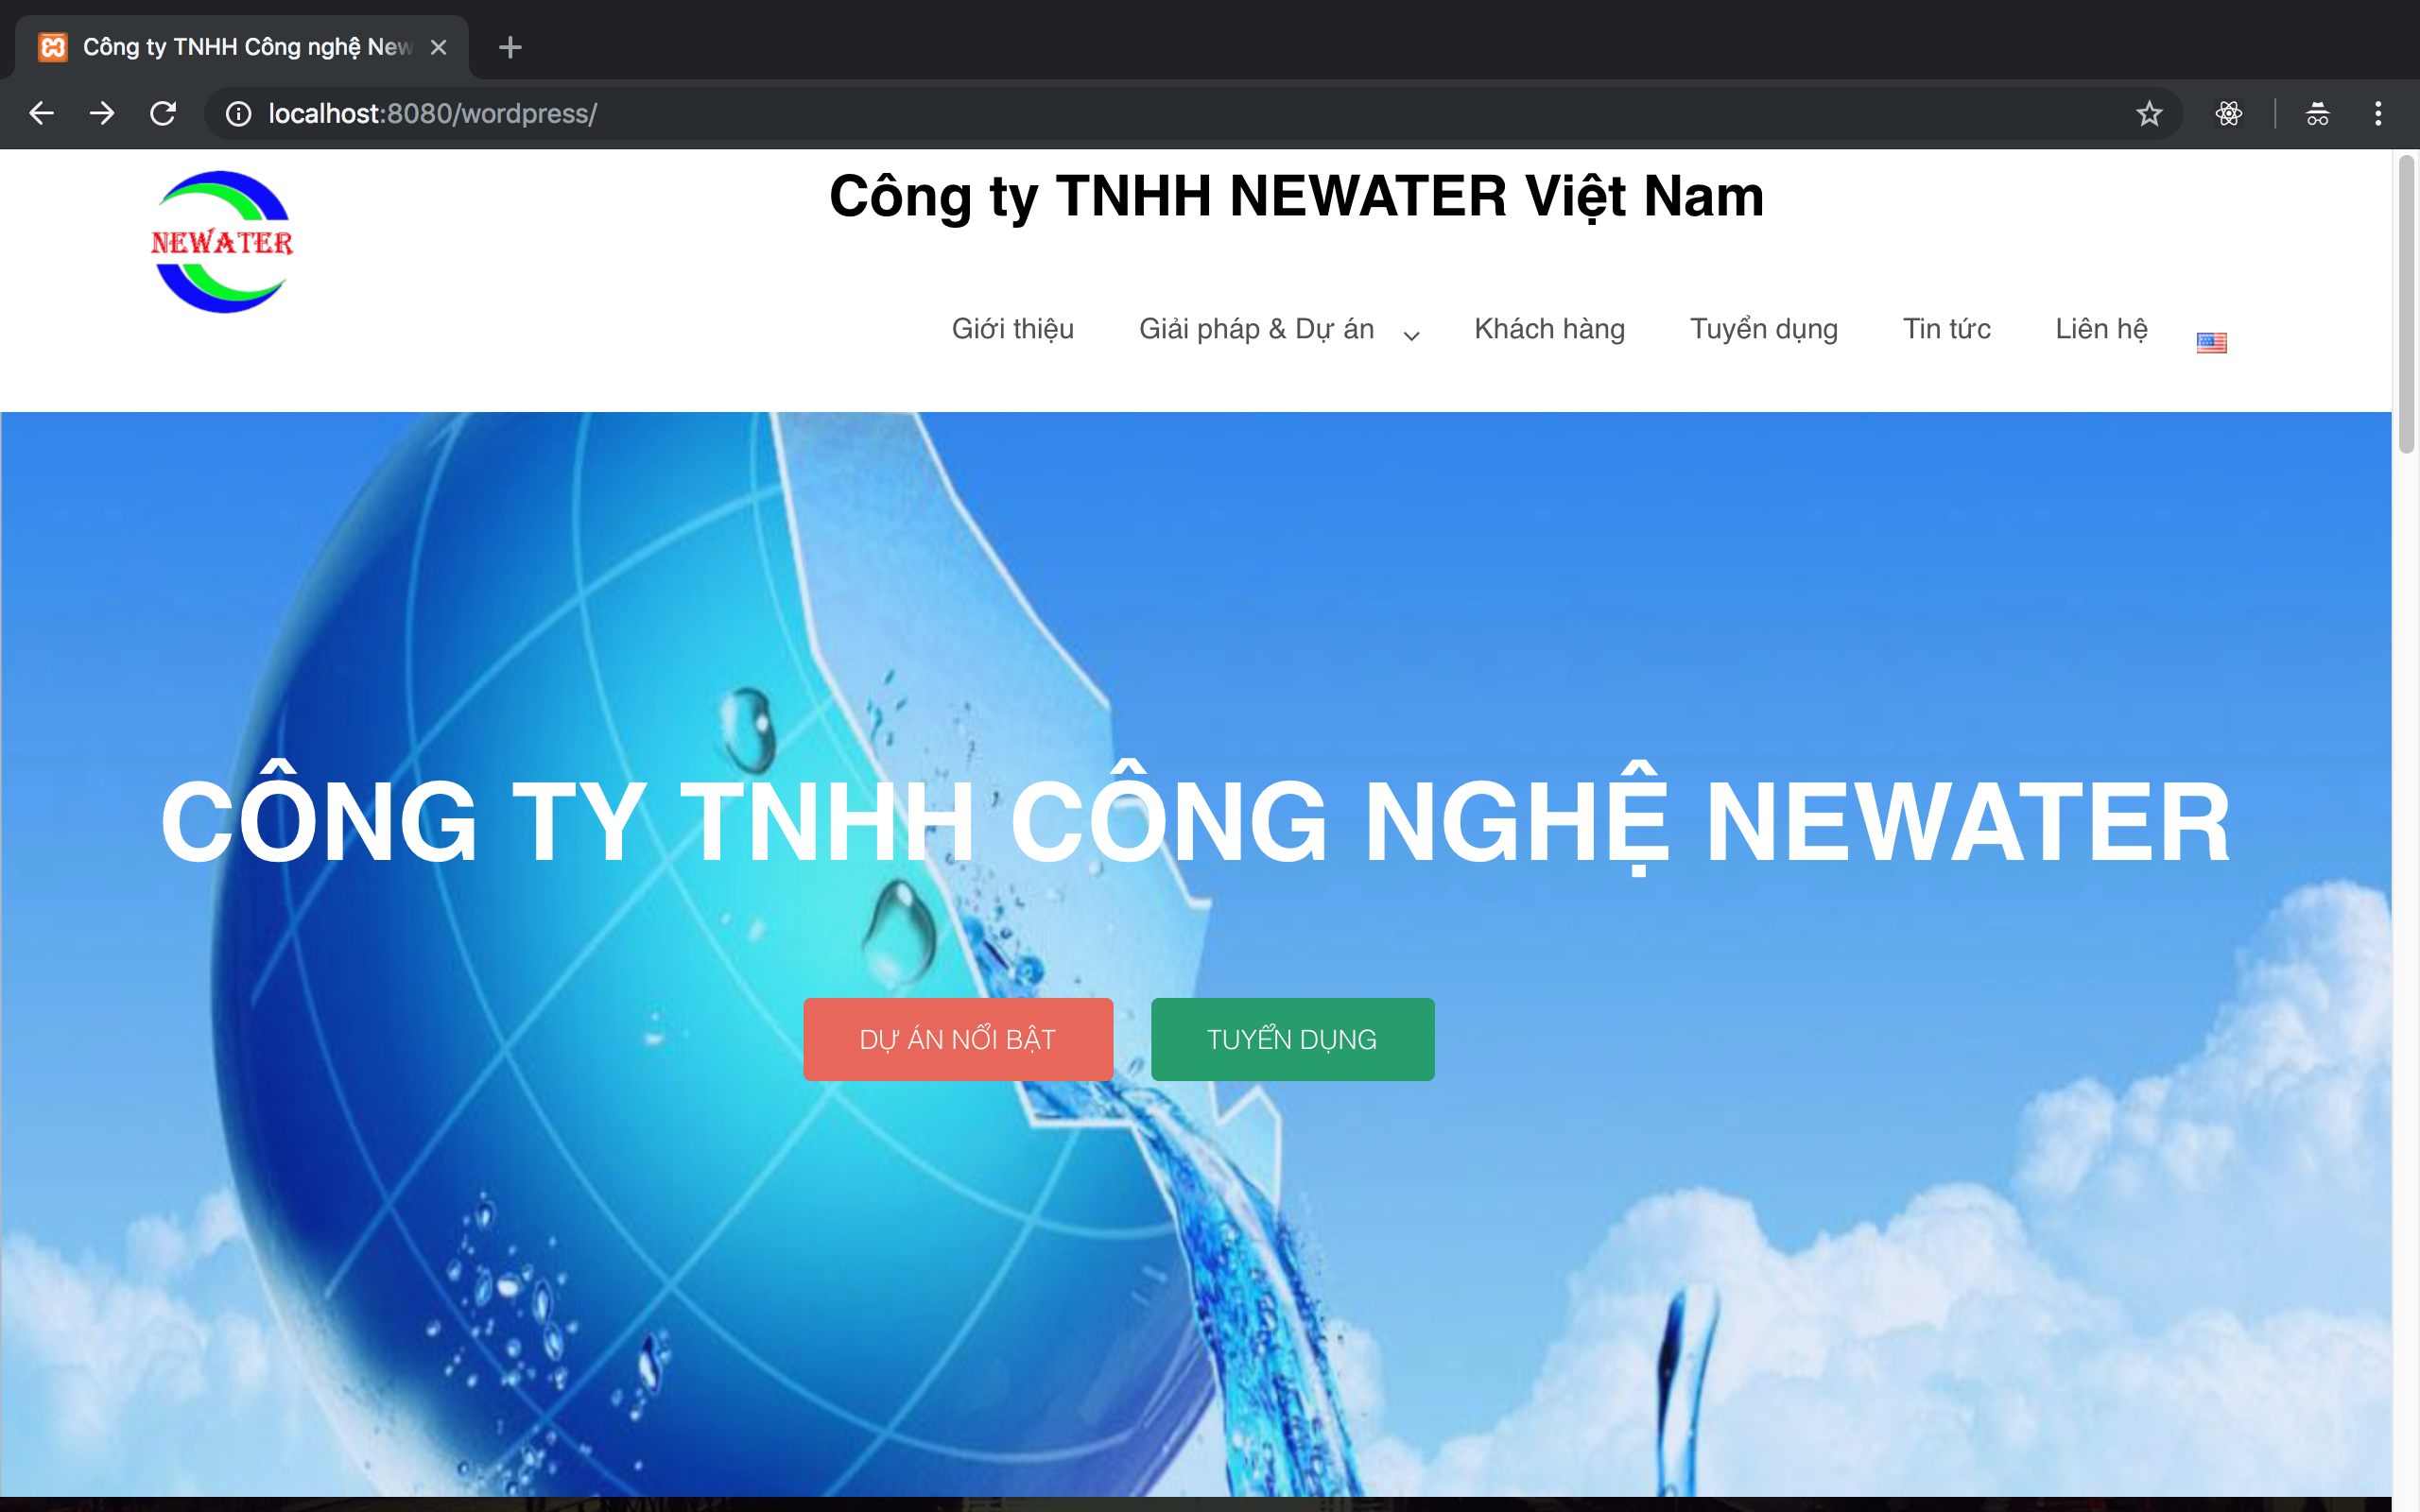 Công ty TNHH Công nghệ New
localhost:8080/wordpress/
NEWATER
Công ty TNHH NEWATER Việt Nam
Giới thiệu Giải pháp & Dự án Khách hàng Tuyển dụng Tin tức Liên hệ
CÔNG TY TNHH CÔNG NGHỆ NEWATER
DỰ ÁN NỔI BẬT TUYỂN DỤNG